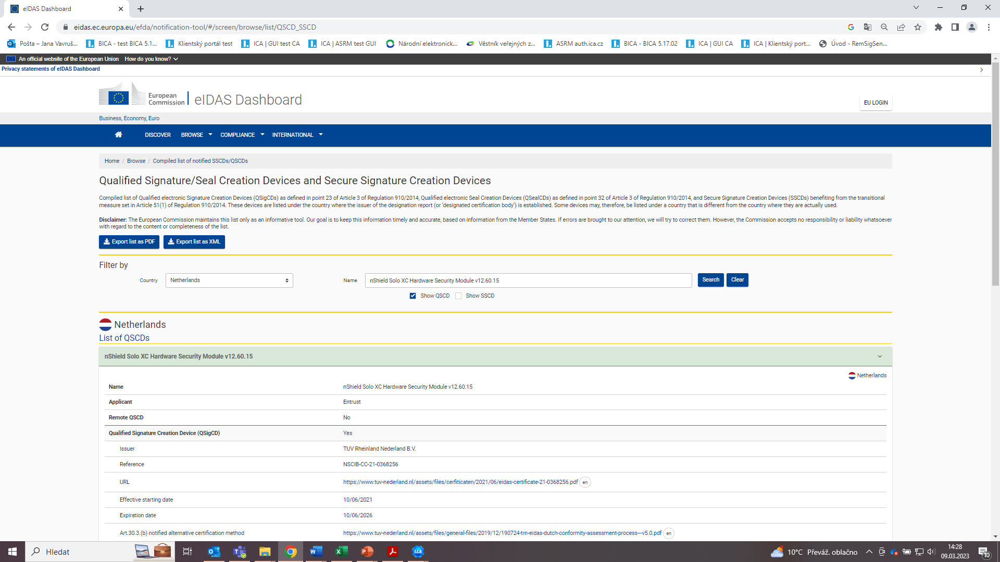 eIDAS Dashboard
eidas.ec.europa.eu/efda/notification-tool/#/screen/browse/list/QSCD_SSCD
Pošta – Jana Vavruš... BICA - test BICA 5.1... Klientský portál test ICA | GUI test CA ICA | ASRM test GUI Národní elektronick... Věstník veřejných z... ASRM auth.ica.cz BICA - BICA 5.17.02 ICA | GUI CA ICA | Klientský port... Úvod - RemSigSen...
An official website of the European Union How do you know?
Privacy statements of eIDAS Dashboard
European
Commission
eIDAS Dashboard
EU LOGIN
Business, Economy, Euro
DISCOVER BROWSE COMPLIANCE INTERNATIONAL
Home / Browse / Compiled list of notified SSCDs/QSCDs
Qualified Signature/Seal Creation Devices and Secure Signature Creation Devices
Compiled list of Qualified electronic Signature Creation Devices (QSigCDs) as defined in point 23 of Article 3 of Regulation 910/2014, Qualified electronic Seal Creation Devices (QSealCDs) as defined in point 32 of Article 3 of Regulation 910/2014, and Secure Signature Creation Devices (SSCDs) benefiting from the transitional
measure set in Article 51(1) of Regulation 910/2014. These devices are listed under the country where the issuer of the designation report (or ‘designated certification body’) is established. Some devices may, therefore, be listed under a country that is different from the country where they are actually used.
Disclaimer: The European Commission maintains this list only as an informative tool. Our goal is to keep this information timely and accurate, based on information from the Member States. If errors are brought to our attention, we will try to correct them. However, the Commission accepts no responsibility or liability whatsoever
with regard to the content or completeness of the list.
Export list as PDF Export list as XML
Filter by
Country Netherlands Name nShield Solo XC Hardware Security Module v12.60.15 Search Clear
Show QSCD Show SSCD
Netherlands
List of QSCDs
nShield Solo XC Hardware Security Module v12.60.15
Netherlands
Name nShield Solo XC Hardware Security Module v12.60.15
Applicant Entrust
Remote QSCD No
Qualified Signature Creation Device (QSigCD) Yes
Issuer TUV Rheinland Nederland B.V.
Reference NSCIB-CC-21-0368256
URL https://www.tuv-nederland.nl/assets/files/cerfiticaten/2021/06/eidas-certificate-21-0368256.pdf en
Effective starting date 10/06/2021
Expiration date 10/06/2026
Art.30.3.(b) notified alternative certification method https://www.tuv-nederland.nl/assets/files/general-files/2019/12/190724-trn-eidas-dutch-conformity-assessment-process---v5.0.pdf en
Hledat
10°C Převáž. oblačno
14:28
09.03.2023
10